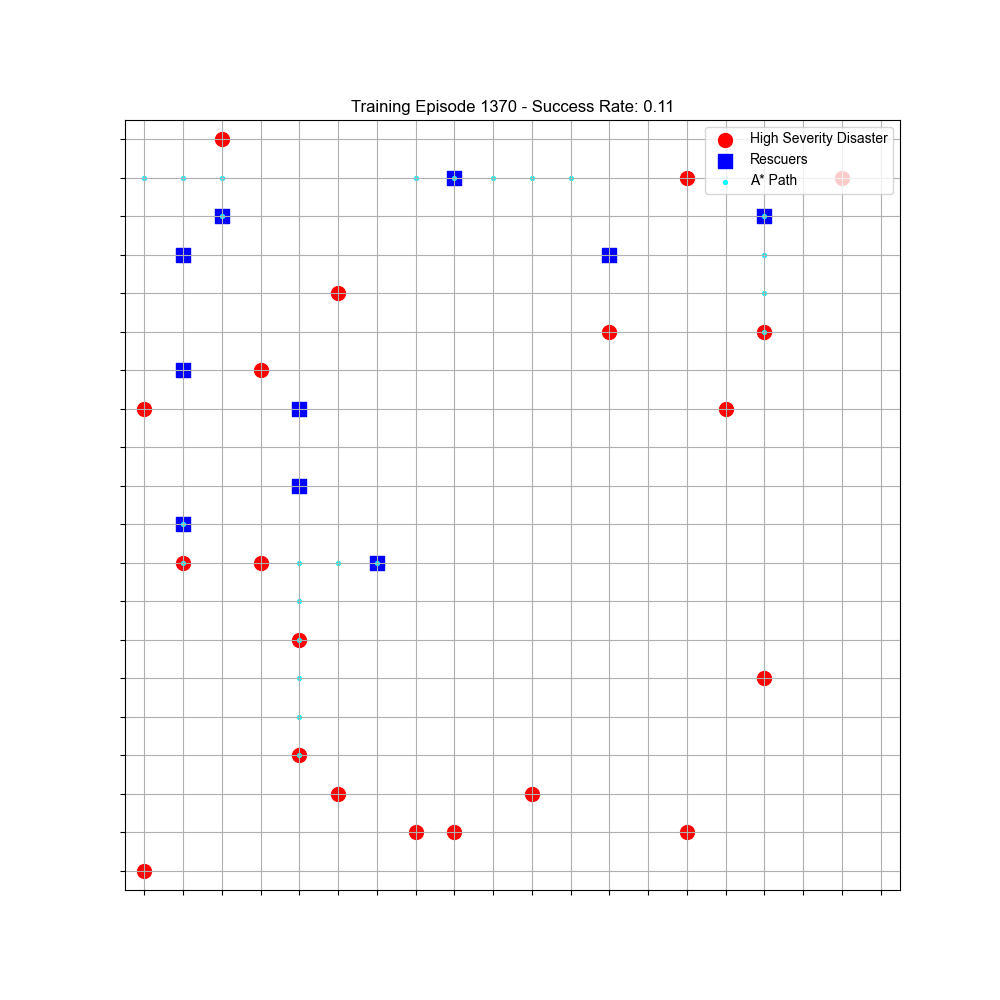 Training Episode 1370 - Success Rate: 0.11
High Severity Disaster
Rescuers
A* Path